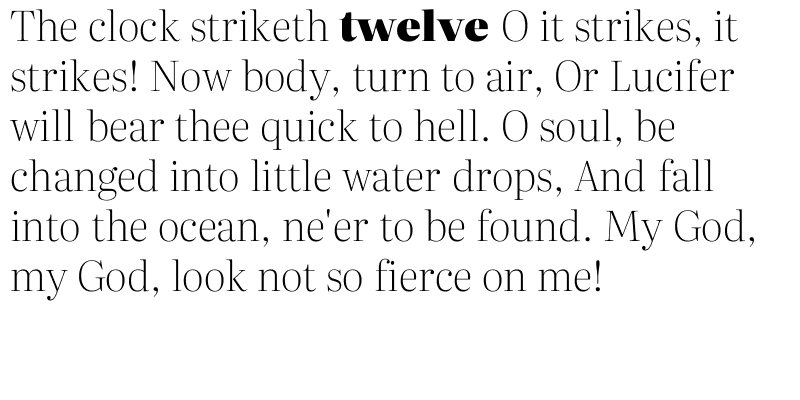 The clock striketh twelve O it strikes, it
strikes! Now body, turn to air, Or Lucifer
will bear thee quick to hell. O soul, be
changed into little water drops, And fall
into the ocean, ne'er to be found. My God,
my God, look not so fierce on me!